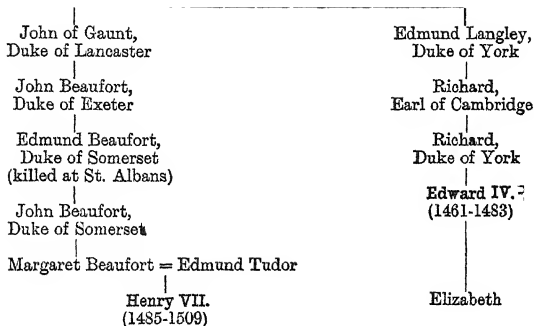 John of Gaunt,
Duke of Lancaster
John Beaufort,
Duke of Exeter
Edmund Beaufort,
Duke of Somerset
(killed at St. Albans)
John Beaufort,
Duke of Somerset
Margaret Beaufort = Edmund Tudor
Henry VII.
(1485-1509)
Edmund Langley,
Duke of York
Richard,
Earl of Cambridge
Richard,
Duke of York
Edward IV.
(1461-1483)
Elizabeth